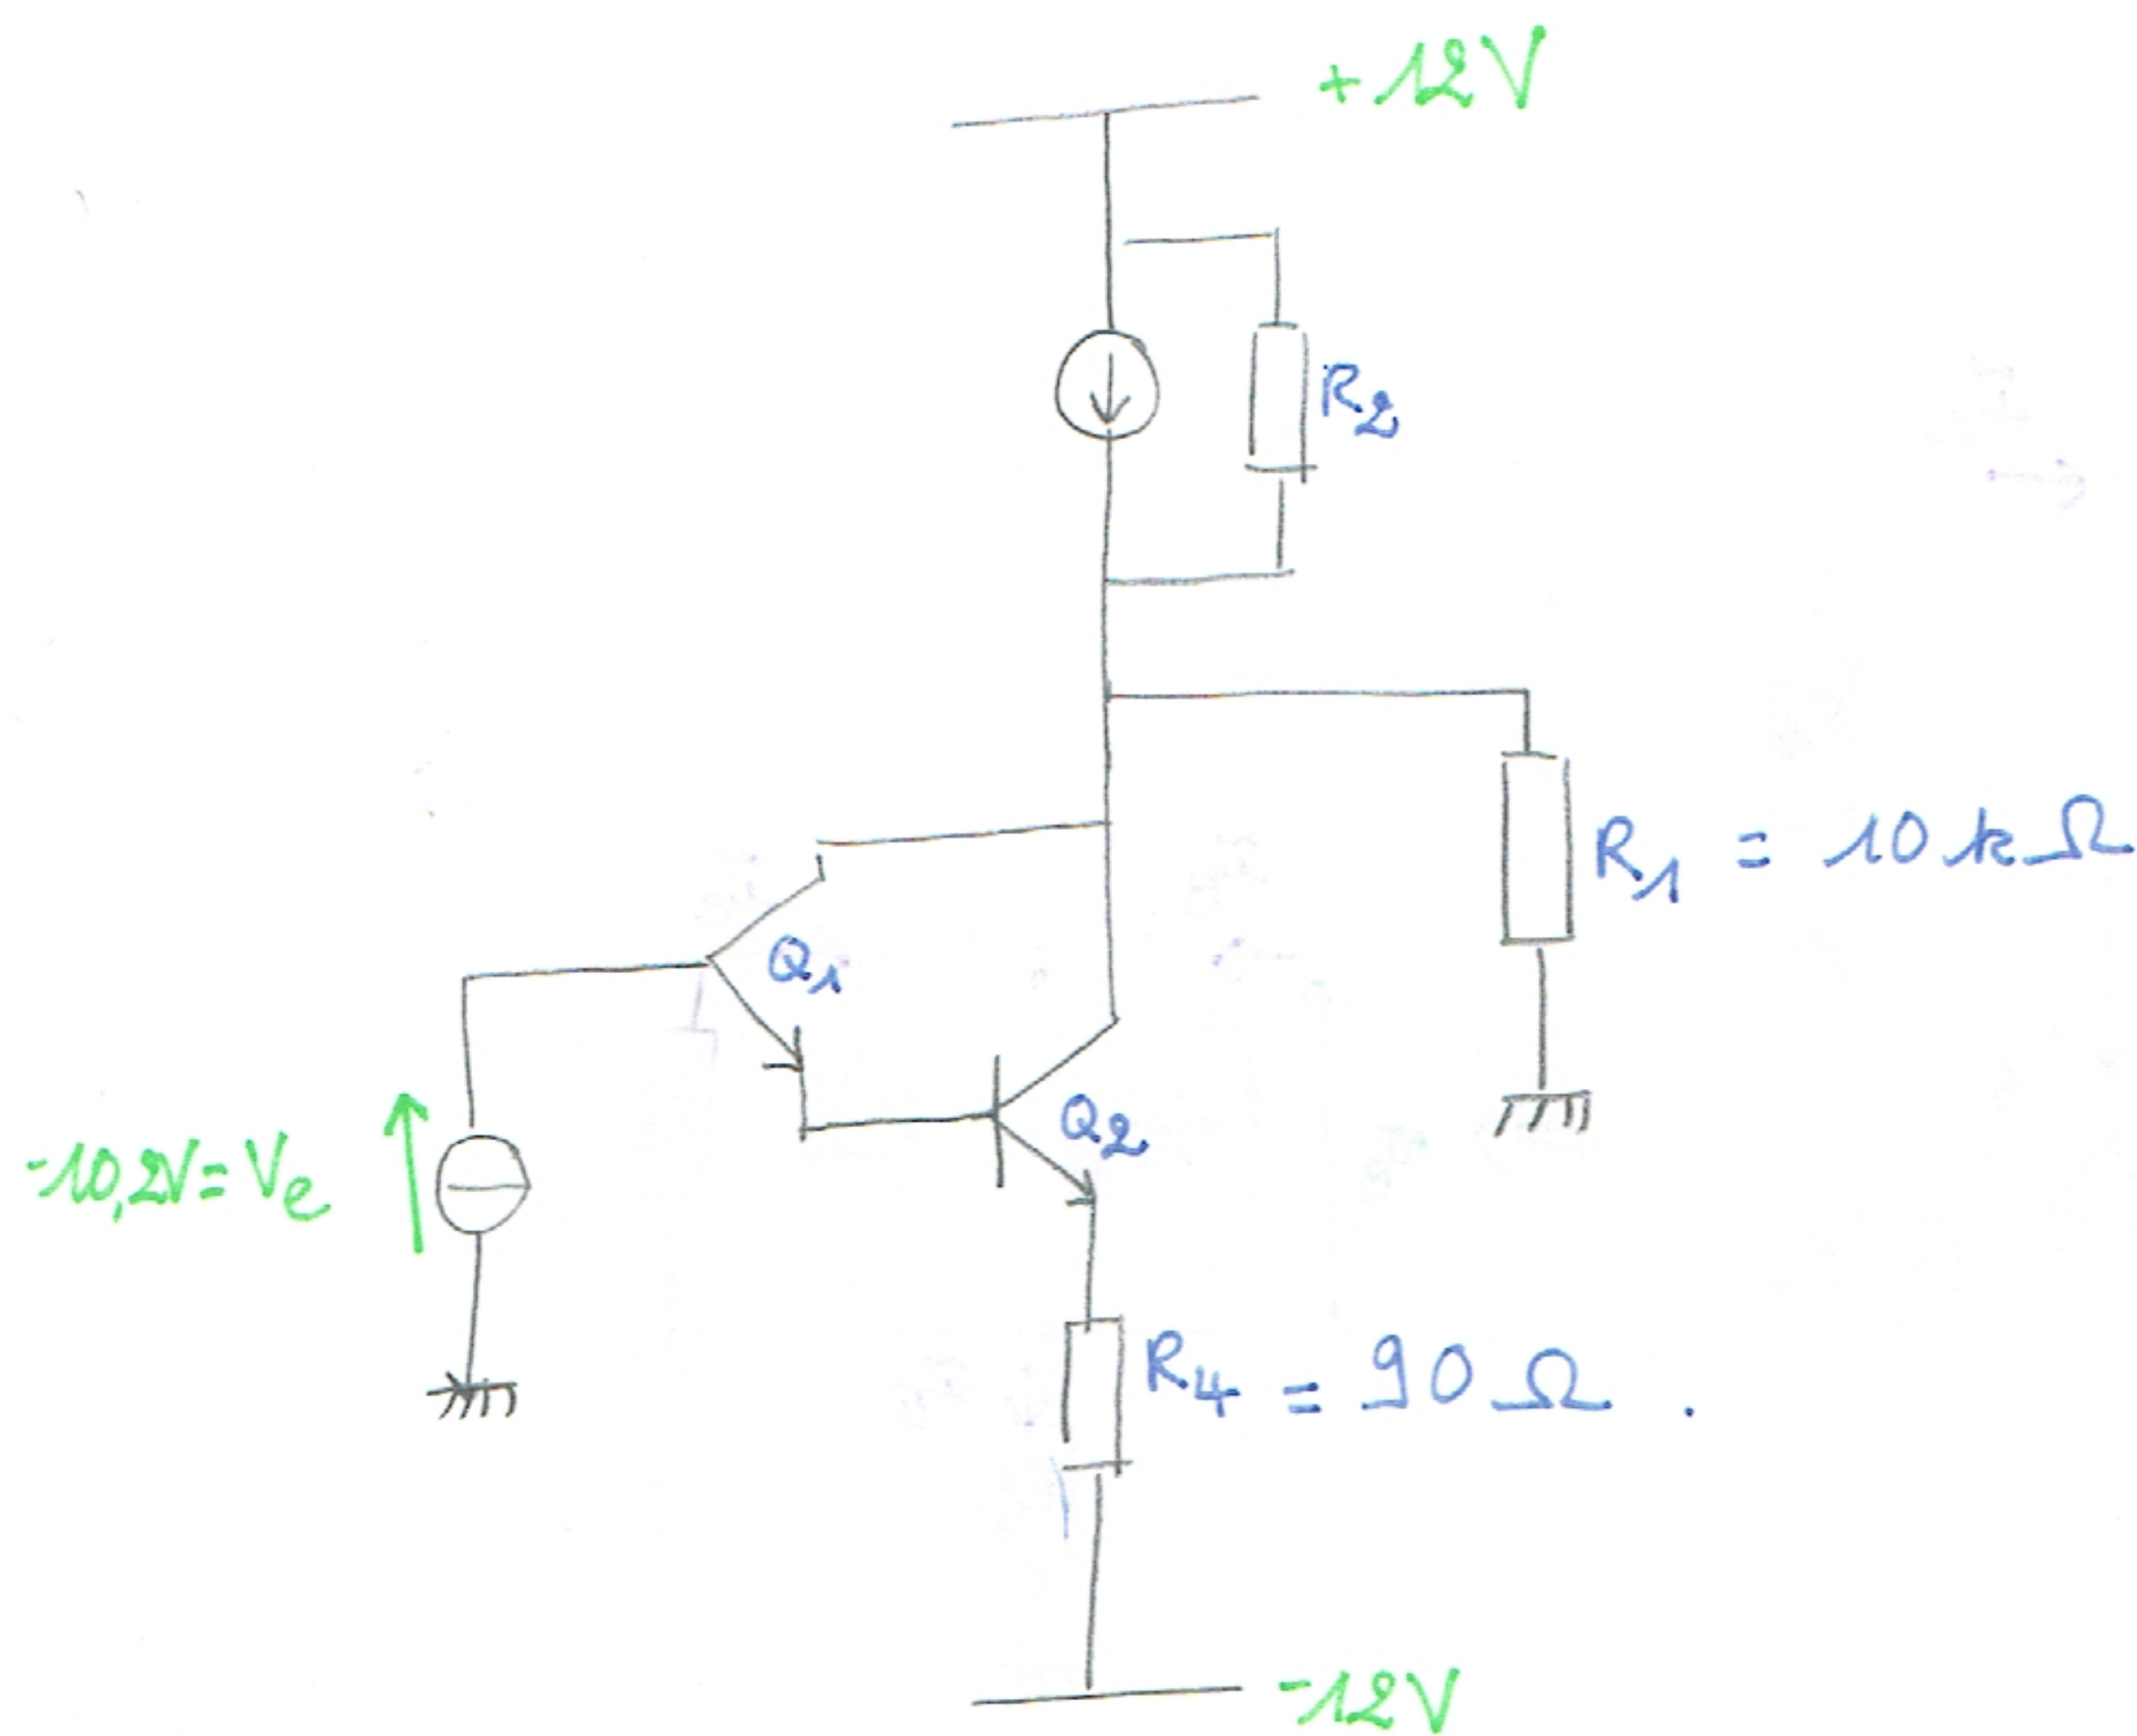 +12V
R2
R1 = 10 kΩ
Q1
Q2
-10,2V = Ve
R4 = 90 Ω.
-12V